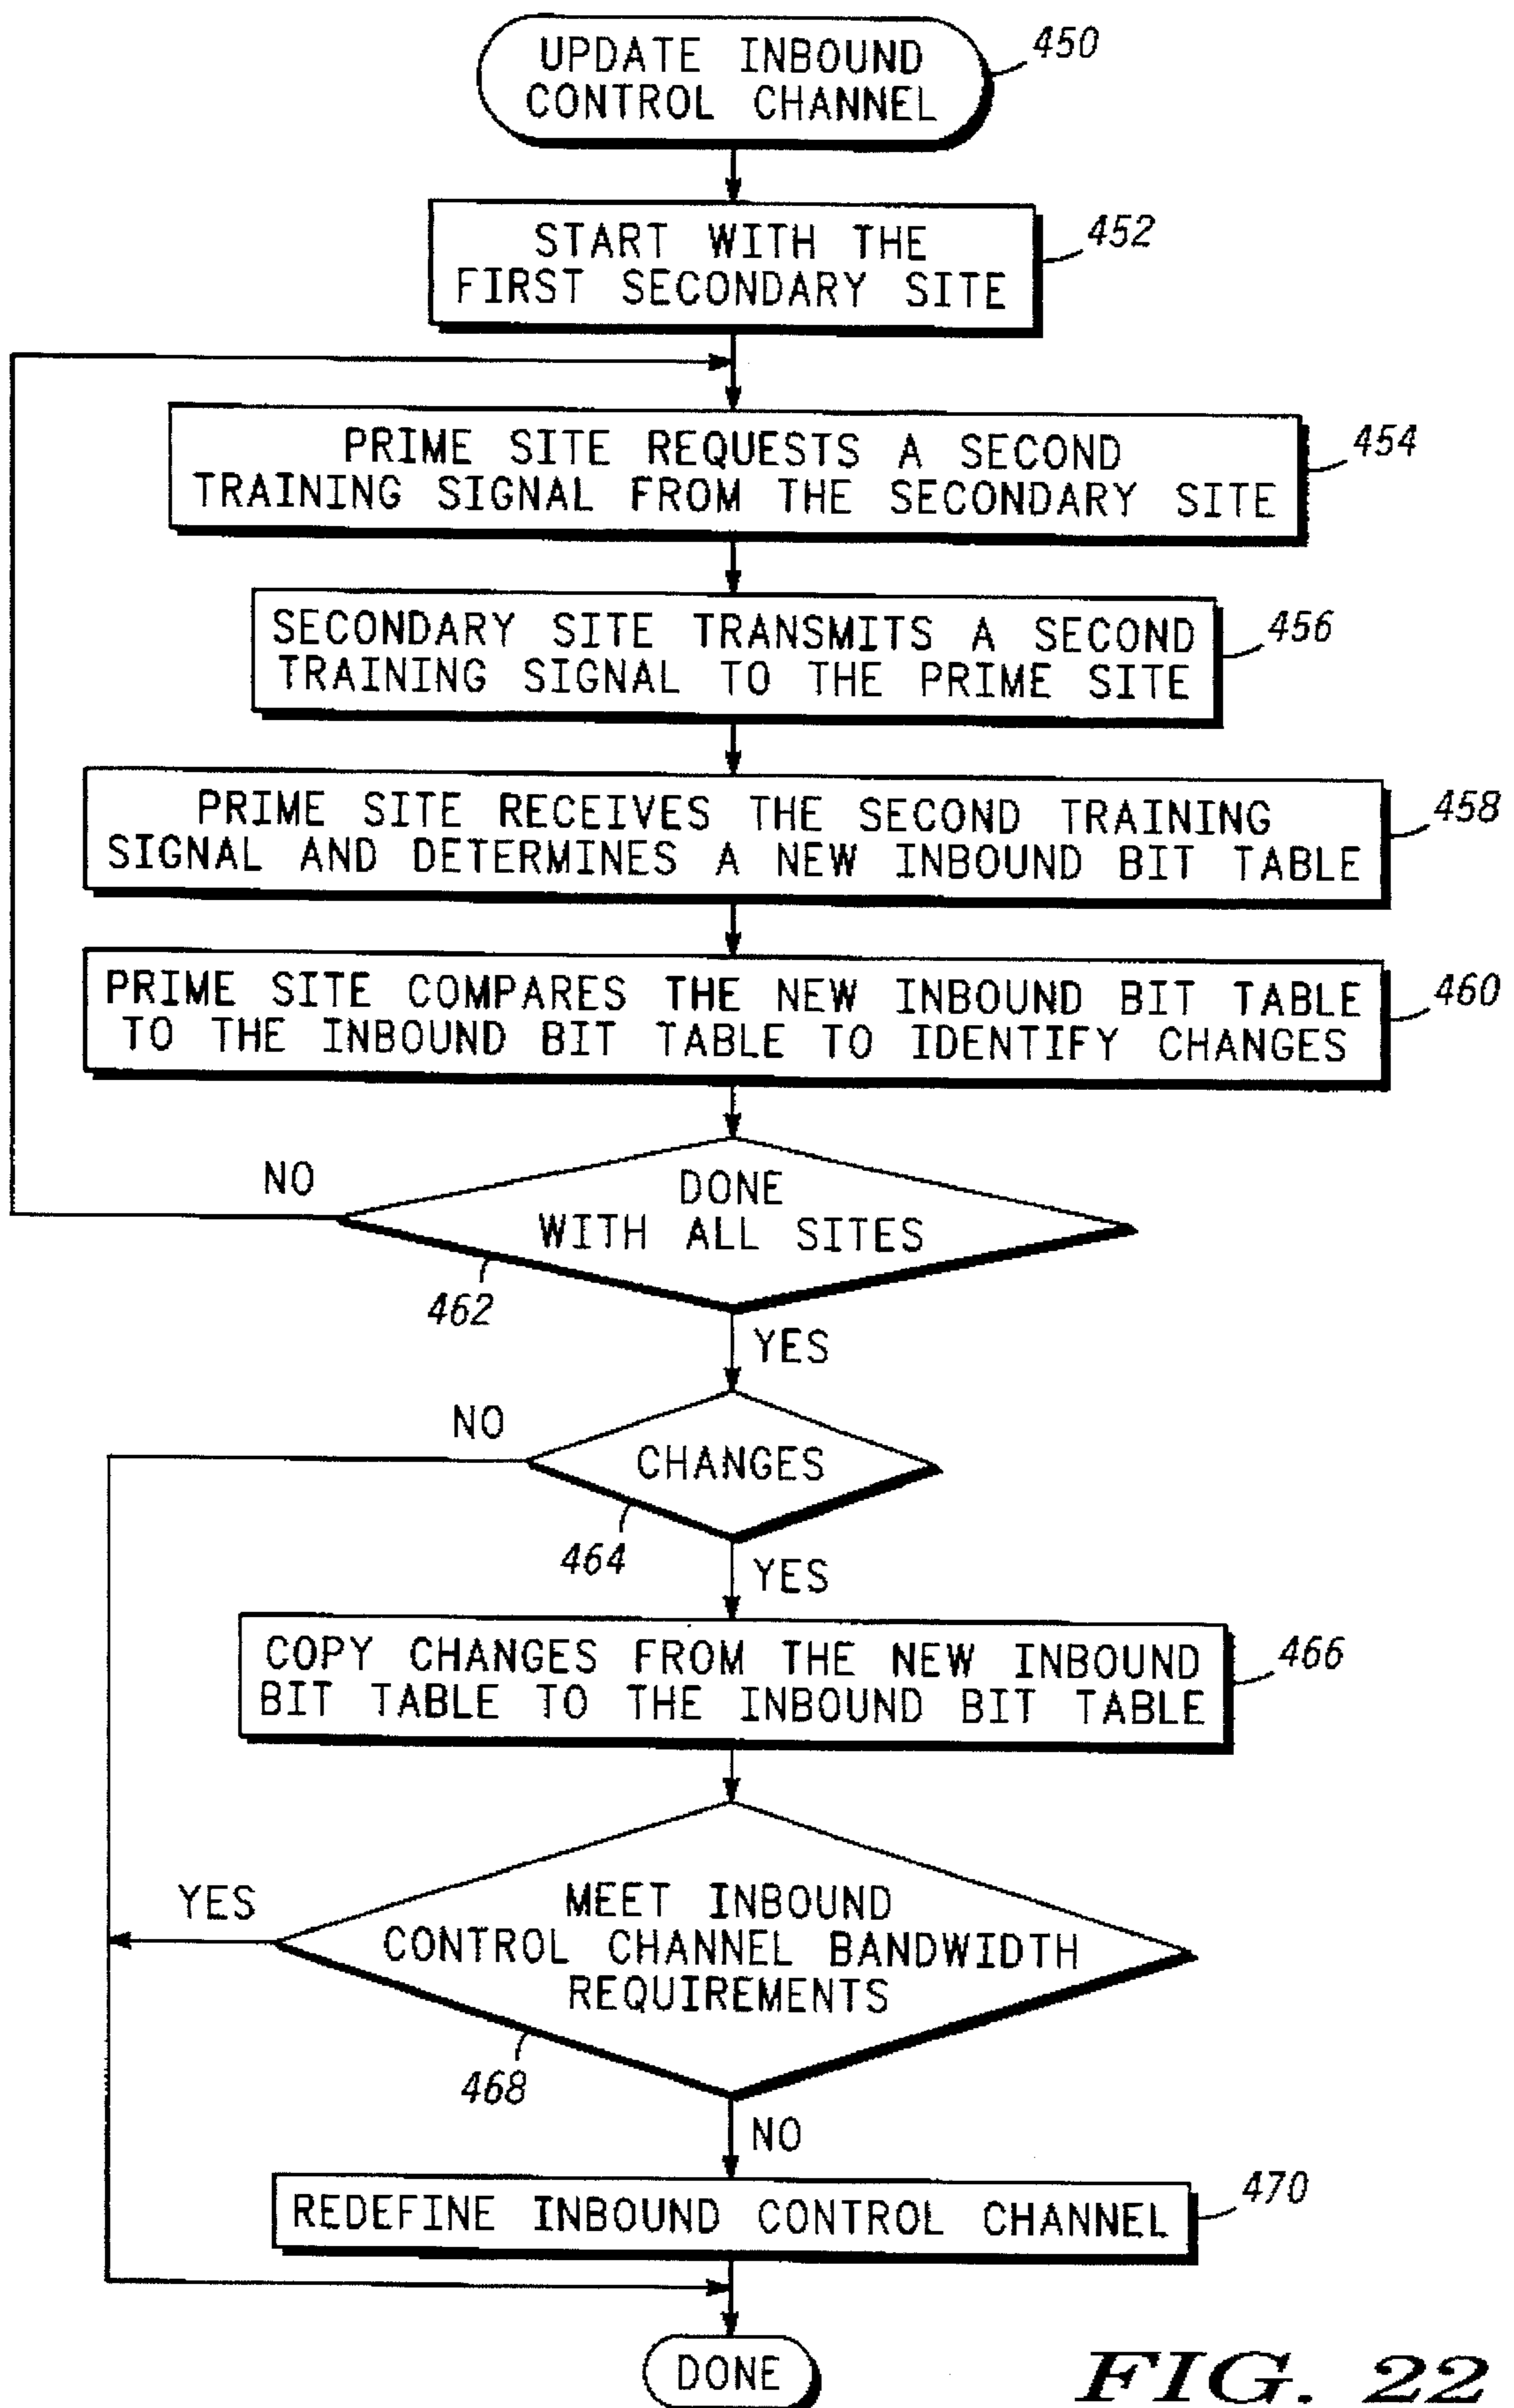 UPDATE INBOUND
CONTROL CHANNEL
450
START WITH THE
FIRST SECONDARY SITE
452
PRIME SITE REQUESTS A SECOND
TRAINING SIGNAL FROM THE SECONDARY SITE
454
SECONDARY SITE TRANSMITS A SECOND
TRAINING SIGNAL TO THE PRIME SITE
456
PRIME SITE RECEIVES THE SECOND TRAINING
SIGNAL AND DETERMINES A NEW INBOUND BIT TABLE
458
PRIME SITE COMPARES THE NEW INBOUND BIT TABLE
TO THE INBOUND BIT TABLE TO IDENTIFY CHANGES
460
NO
DONE
WITH ALL SITES
462
YES
NO
CHANGES
464
YES
COPY CHANGES FROM THE NEW INBOUND
BIT TABLE TO THE INBOUND BIT TABLE
466
YES
MEET INBOUND
CONTROL CHANNEL BANDWIDTH
REQUIREMENTS
468
NO
REDEFINE INBOUND CONTROL CHANNEL
470
DONE
FIG. 22